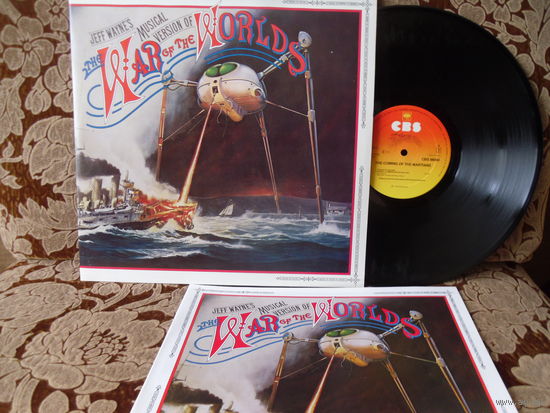 JEFF WAYNE'S
MUSICAL
VERSION OF
THE WAR OF THE WORLDS
CBS
THE COMING OF THE MARTIANS
JEFF WAYNE'S
MUSICAL
VERSION OF
THE WAR OF THE WORLDS